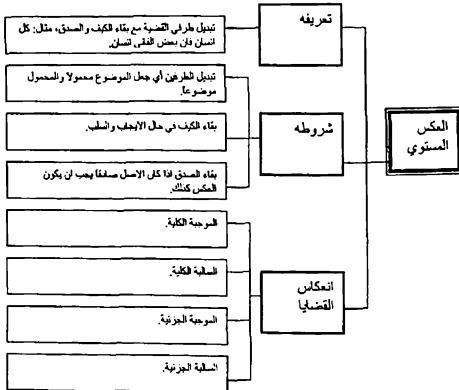 العكس
المستوي
تعريفه
تبديل طرفي القضية مع بقاء الكيف والصدق، مثال: كل
انسان فان بعض الفاني انسان.
شروطه
تبديل الطرفين أي جعل الموضوع محمولاً والمحمول
موضوعاً.
بقاء الكيف في حال الايجاب والسلب.
بقاء الصدق اذا كان الاصل صادقا يجب ان يكون
العكس كذلك.
انعكاس
القضايا
الموجبة الكلية.
السالبة الكلية.
الموجبة الجزئية.
السالبة الجزئية.